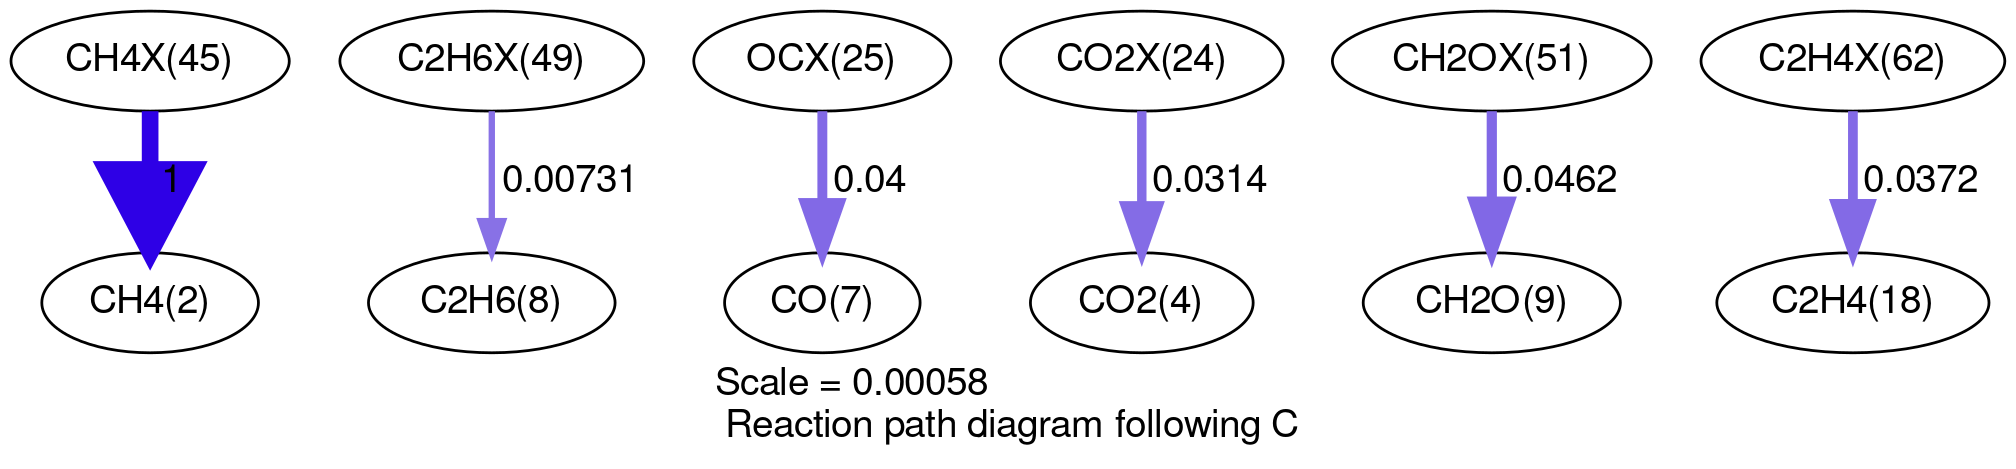 CH4X(45) C2H6X(49) OCX(25) CO2X(24) CH2OX(51) C2H4X(62)
1 0.00731 0.04 0.0314 0.0462 0.0372
CH4(2) C2H6(8) CO(7) CO2(4) CH2O(9) C2H4(18)
Scale = 0.00058
Reaction path diagram following C